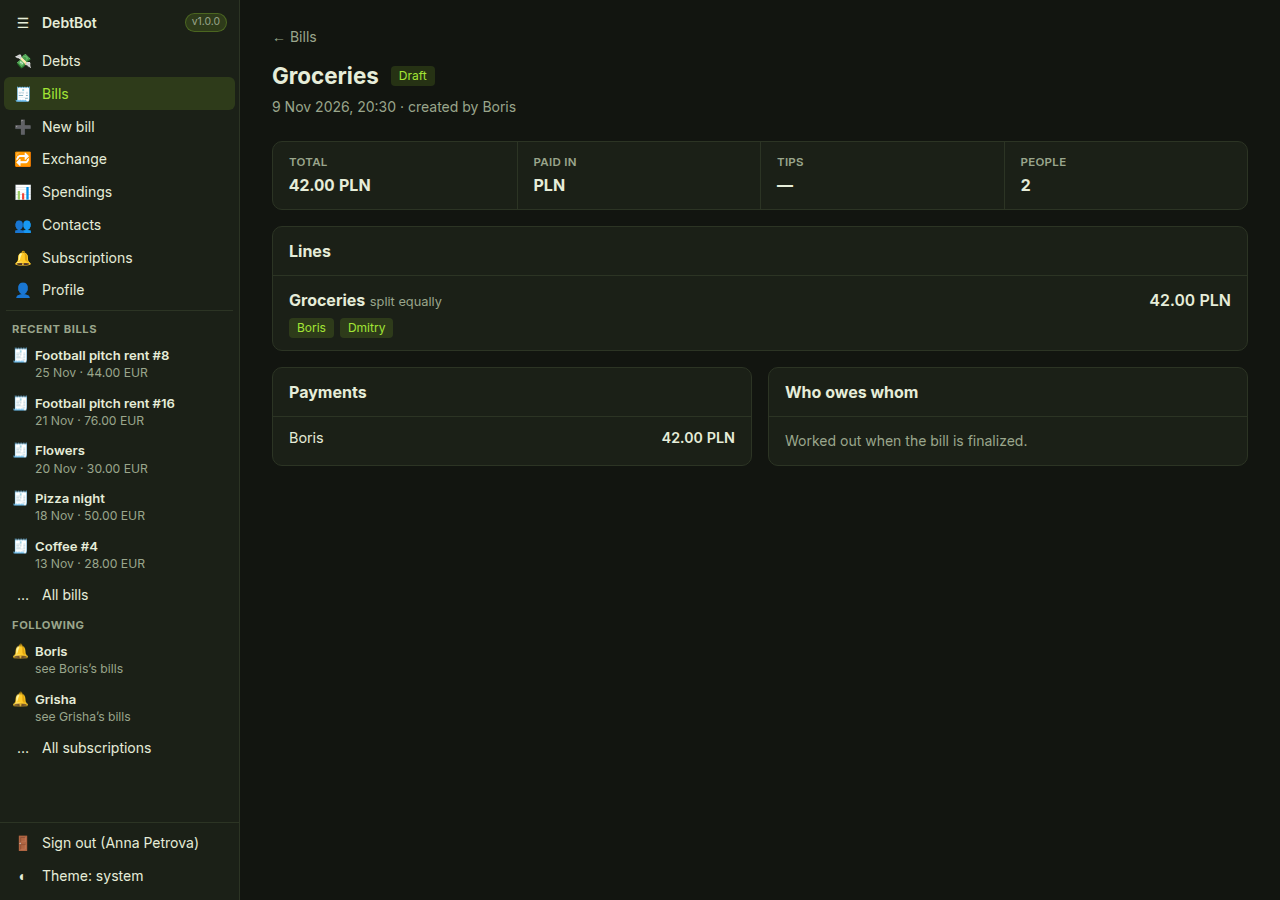 ☰ DebtBot v1.0.0
Debts
Bills
New bill
Exchange
Spendings
Contacts
Subscriptions
Profile
RECENT BILLS
Football pitch rent #8
25 Nov · 44.00 EUR
Football pitch rent #16
21 Nov · 76.00 EUR
Flowers
20 Nov · 30.00 EUR
Pizza night
18 Nov · 50.00 EUR
Coffee #4
13 Nov · 28.00 EUR
… All bills
FOLLOWING
Boris
see Boris’s bills
Grisha
see Grisha’s bills
… All subscriptions
Sign out (Anna Petrova)
Theme: system
← Bills
Groceries Draft
9 Nov 2026, 20:30 · created by Boris
TOTAL
42.00 PLN
PAID IN
PLN
TIPS
—
PEOPLE
2
Lines
Groceries split equally 42.00 PLN
Boris Dmitry
Payments
Boris 42.00 PLN
Who owes whom
Worked out when the bill is finalized.